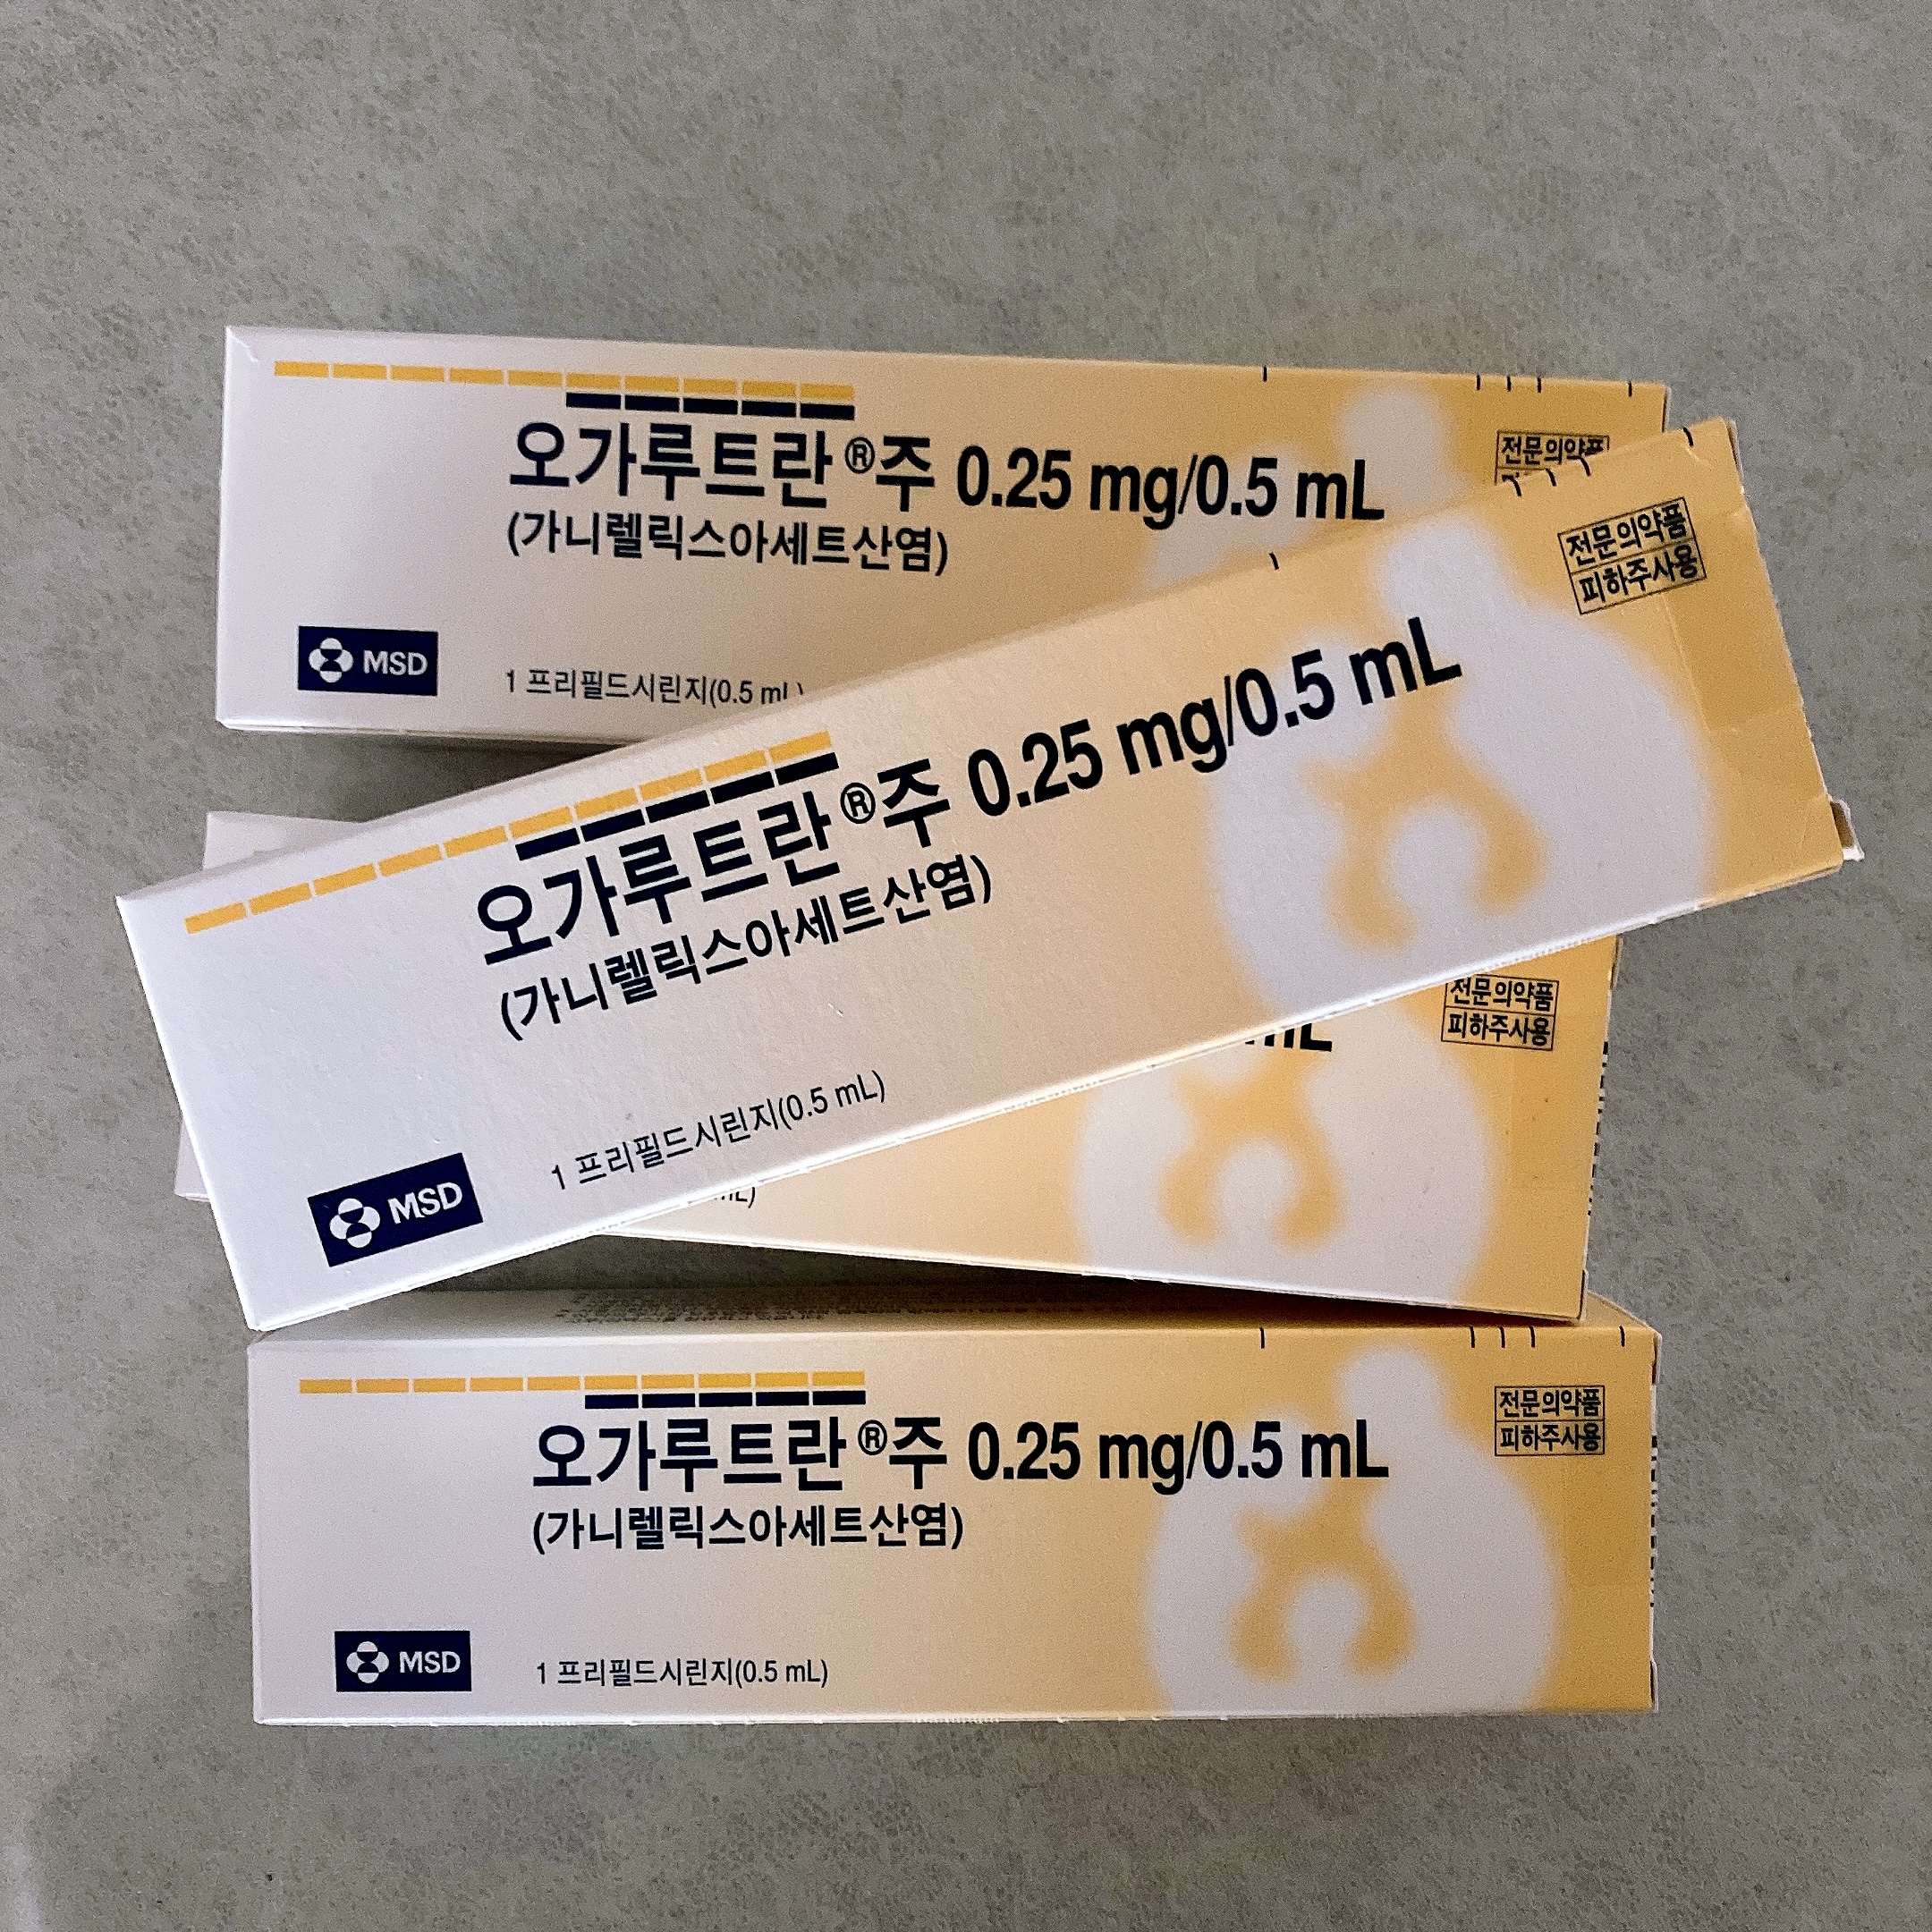 오가루트란®주 0.25 mg/0.5 mL
전문의약품
(가니렐릭스아세트산염)
MSD
1 프리필드시린지(0.5 mL)
전문의약품
피하주사용
오가루트란®주 0.25 mg/0.5 mL
(가니렐릭스아세트산염)
1 프리필드시린지(0.5 mL)
MSD
전문의약품
피하주사용
mL
mL)
오가루트란®주 0.25 mg/0.5 mL
전문의약품
피하주사용
(가니렐릭스아세트산염)
MSD
1 프리필드시린지(0.5 mL)